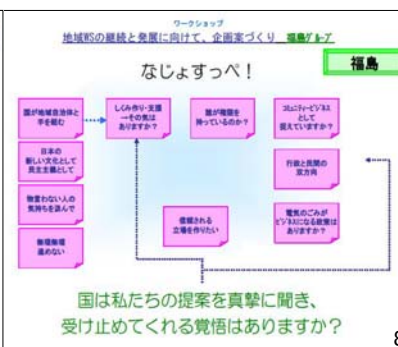 ワークショップ
地域WSの継続と発展に向けて、企画案づくり__福島グループ
福島
なじょすっぺ！
国が地域自治体と
手を組む
しくみ作り・支援
→その気は
ありますか？
誰が権限を
持っているのか？
コミュニティービジネス
として
捉えていますか？
日本の
新しい文化として
民主主義として
行政と民間の
双方向
物言わない人の
気持ちを汲んで
信頼される
立場を作りたい
電気のごみが
ビジネスになる政策は
ありますか？
無理無理
進めない
国は私たちの提案を真摯に聞き、
受け止めてくれる覚悟はありますか？
8